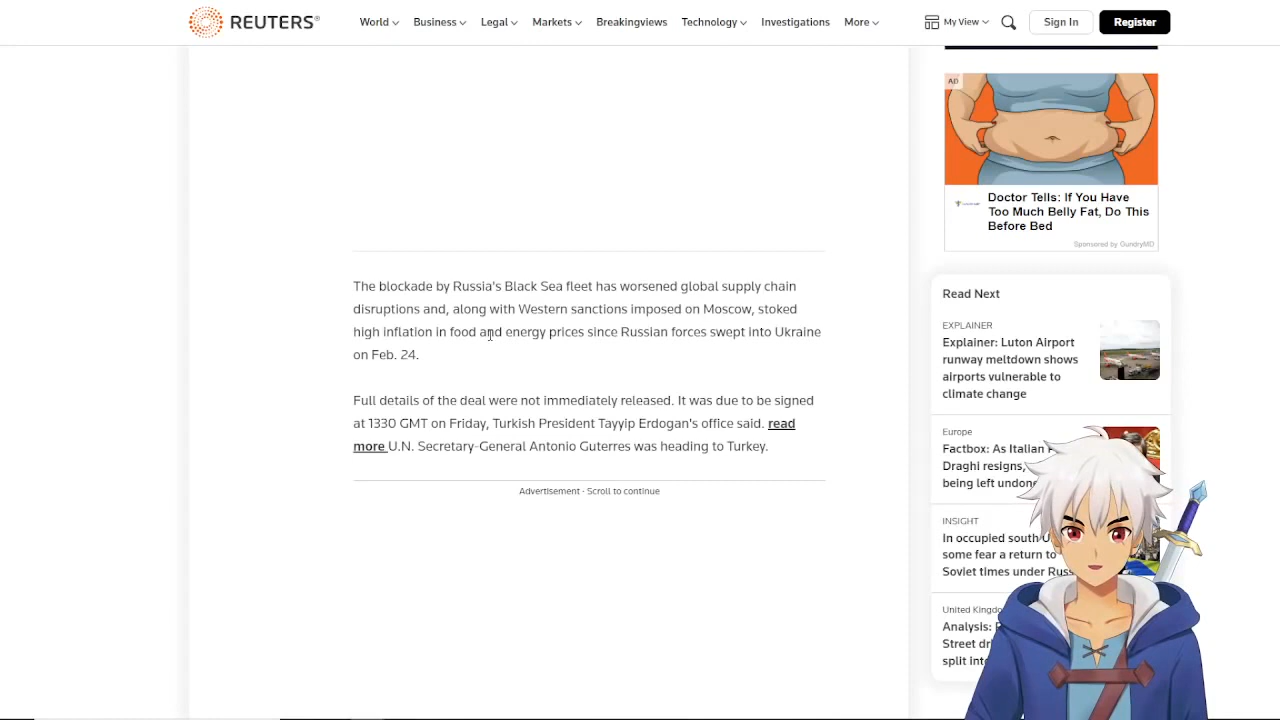 REUTERS®
World
Business
Legal
Markets
Breakingviews
Technology
Investigations
More
My View
Sign In
Register
The blockade by Russia's Black Sea fleet has worsened global supply chain
disruptions and, along with Western sanctions imposed on Moscow, stoked
high inflation in food and energy prices since Russian forces swept into Ukraine
on Feb. 24.
Full details of the deal were not immediately released. It was due to be signed
at 1330 GMT on Friday, Turkish President Tayyip Erdogan's office said. read
more U.N. Secretary-General Antonio Guterres was heading to Turkey.
Advertisement · Scroll to continue
AD
Doctor Tells: If You Have
Too Much Belly Fat, Do This
Before Bed
Sponsored by GundryMD
Read Next
EXPLAINER
Explainer: Luton Airport
runway meltdown shows
airports vulnerable to
climate change
Europe
Factbox: As Italian
Draghi resigns,
being left
INSIGHT
In occupied south
some fear a return to
Soviet times under
United
Analysis:
Street
split